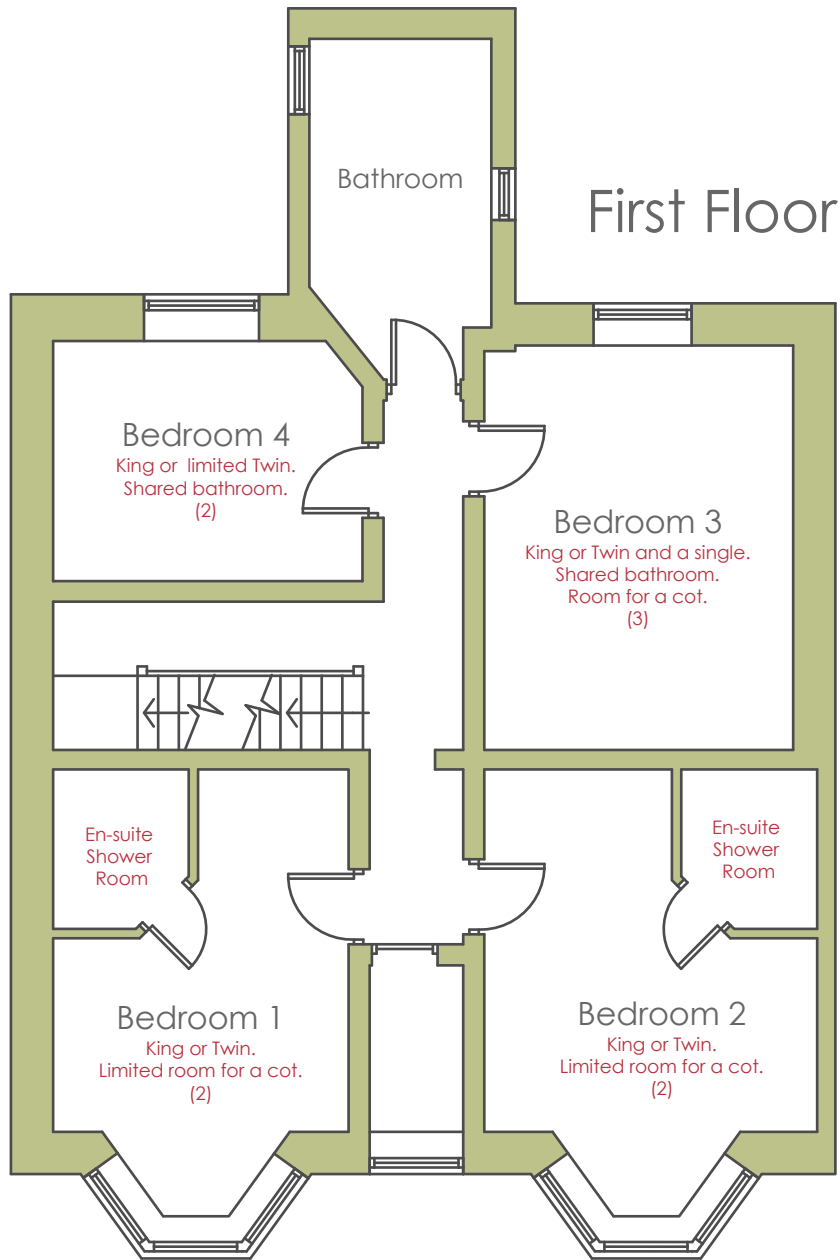 Bathroom
First Floor
Bedroom 4
King or  limited Twin.
Shared bathroom.
(2)
Bedroom 3
King or Twin and a single.
Shared bathroom.
Room for a cot.
(3)
En-suite
Shower
Room
En-suite
Shower
Room
Bedroom 1
King or Twin.
Limited room for a cot.
(2)
Bedroom 2
King or Twin.
Limited room for a cot.
(2)